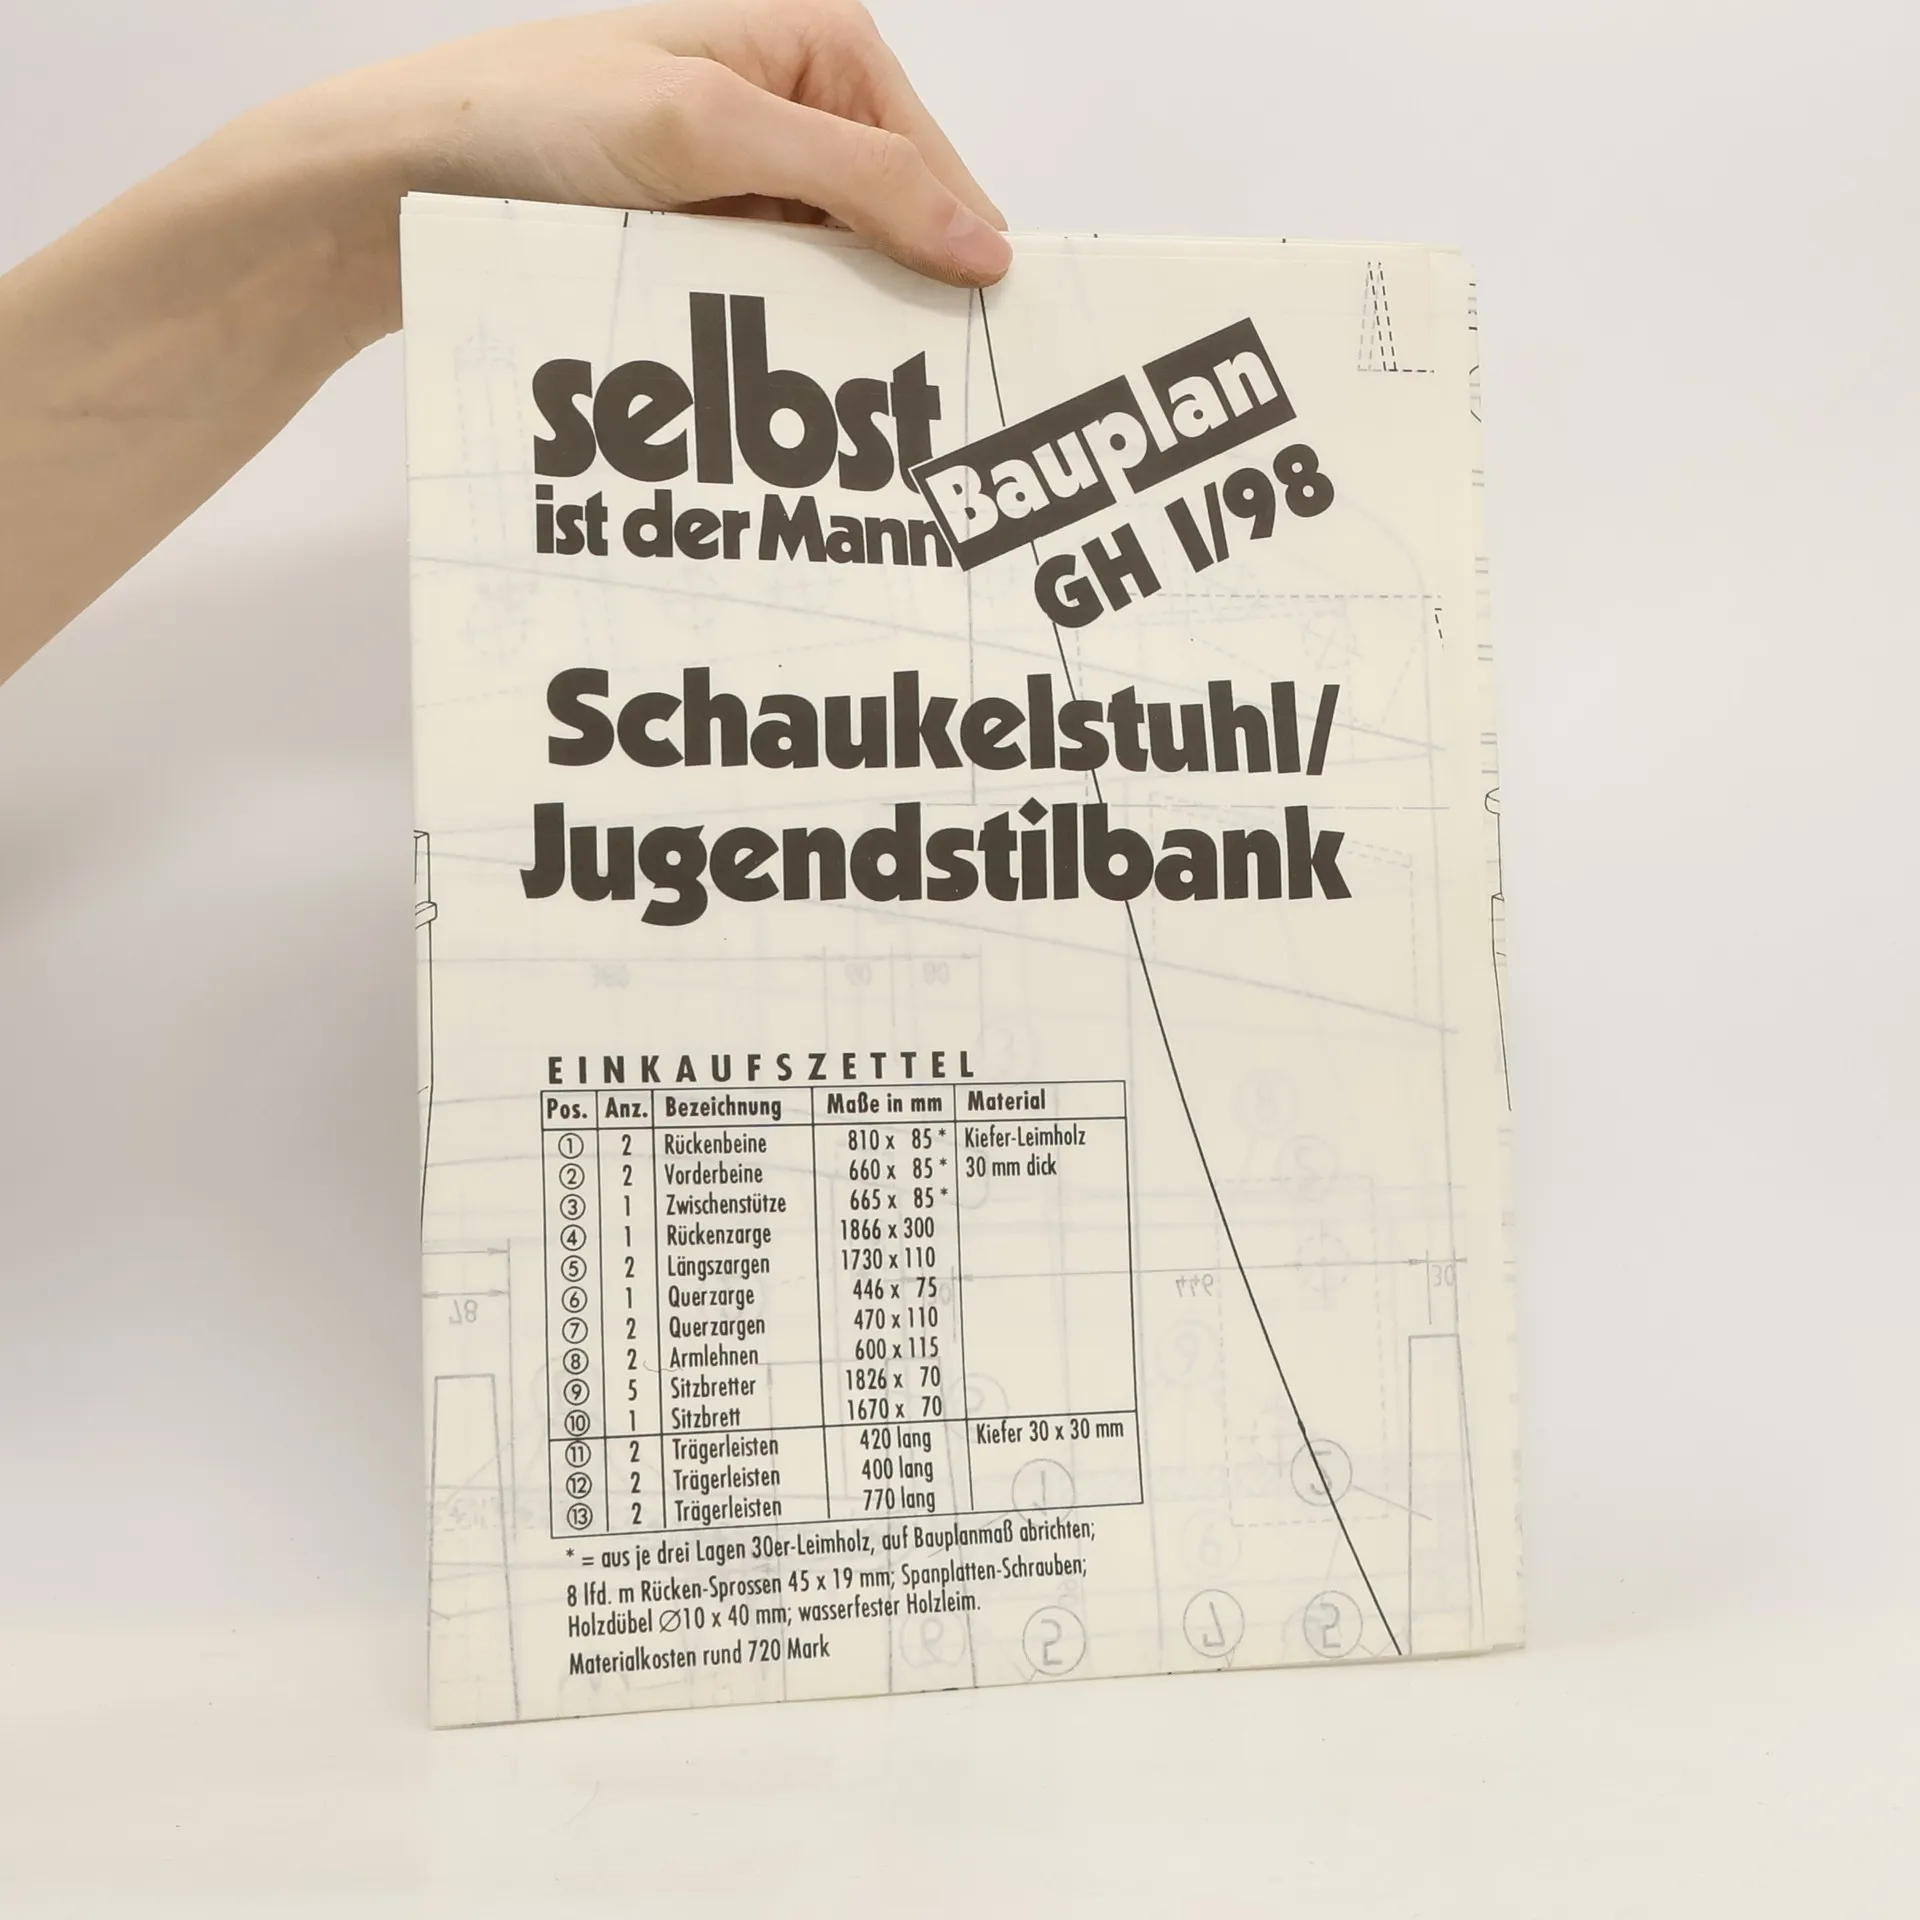 selbst
ist der Mann
Bauplan
GH I/98
Schaukelstuhl/
Jugendstilbank
EINKAUFSZETTEL
Pos. Anz. Bezeichnung Maße in mm Material
1 2 Rückenbeine 810 x 85 * Kiefer-Leimholz
2 2 Vorderbeine 660 x 85 * 30 mm dick
3 1 Zwischenstütze 665 x 85 *
4 1 Rückenzarge 1866 x 300
5 2 Längszargen 1730 x 110
6 1 Querzarge 446 x 75
7 2 Querzargen 470 x 110
8 2 Armlehnen 600 x 115
9 5 Sitzbretter 1826 x 70
10 1 Sitzbrett 1670 x 70
11 2 Trägerleisten 420 lang Kiefer 30 x 30 mm
12 2 Trägerleisten 400 lang
13 2 Trägerleisten 770 lang
* = aus je drei Lagen 30er-Leimholz, auf Bauplanmaß abrichten;
8 lfd. m Rücken-Sprossen 45 x 19 mm; Spanplatten-Schrauben;
Holzdübel Ø10 x 40 mm; wasserfester Holzleim.
Materialkosten rund 720 Mark